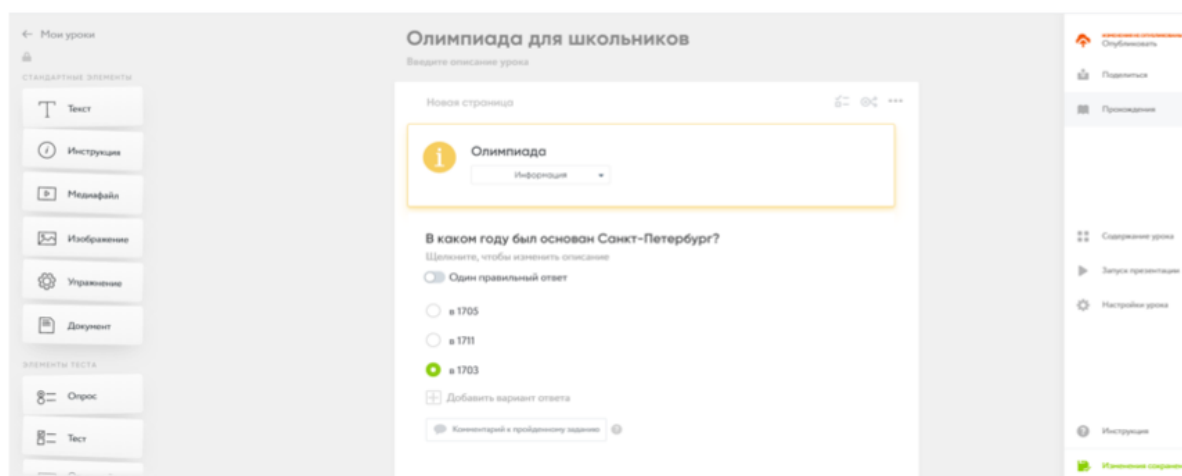 ← Мои уроки
СТАНДАРТНЫЕ ЭЛЕМЕНТЫ
Текст
Инструкция
Медиафайл
Изображение
Упражнение
Документ
ЭЛЕМЕНТЫ ТЕСТА
Опрос
Тест
Олимпиада для школьников
Введите описание урока
Новая страница
Олимпиада
Информация
В каком году был основан Санкт-Петербург?
Щелкните, чтобы изменить описание
Один правильный ответ
в 1705
в 1711
в 1703
Добавить вариант ответа
Комментарий к пройденному заданию
Опубликовать
Поделиться
Прохождения
Содержание урока
Запуск презентации
Настройки урока
Инструкция
Изменения сохранен